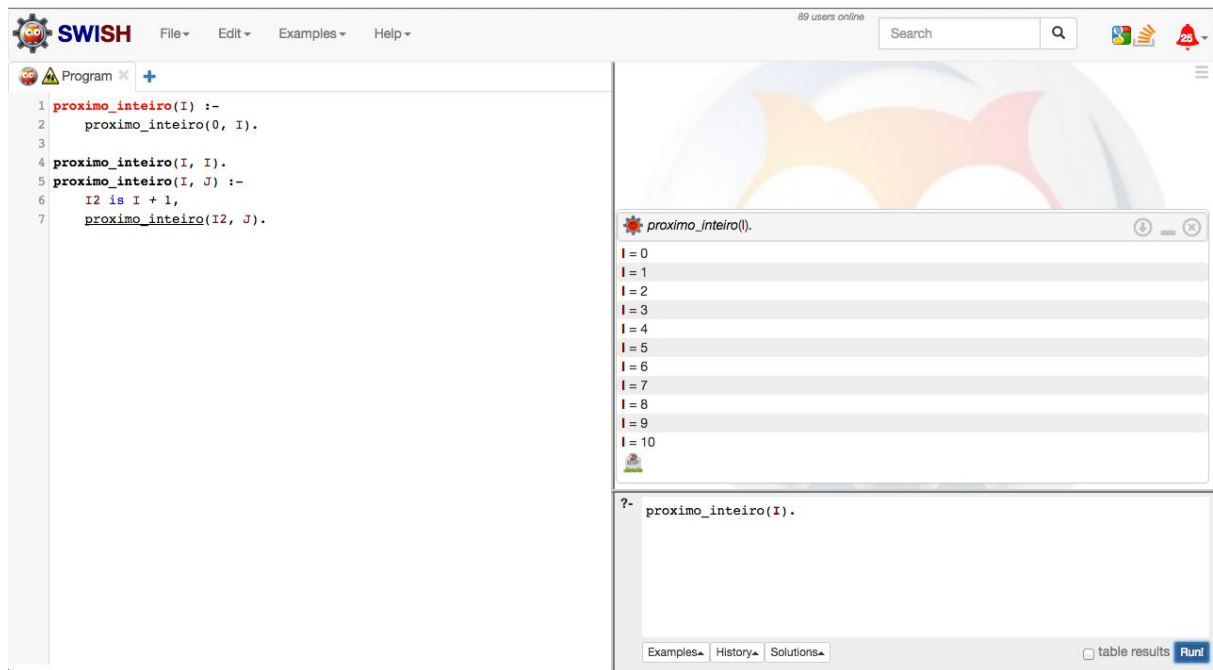 89 users online
SWISH File Edit Examples Help Search 25
Program
1 proximo_inteiro(I) :-
2 proximo_inteiro(0, I).
3
4 proximo_inteiro(I, I).
5 proximo_inteiro(I, J) :-
6 I2 is I + 1,
7 proximo_inteiro(I2, J).
proximo_inteiro(I).
I = 0
I = 1
I = 2
I = 3
I = 4
I = 5
I = 6
I = 7
I = 8
I = 9
I = 10
?- proximo_inteiro(I).
Examples History Solutions table results Run!